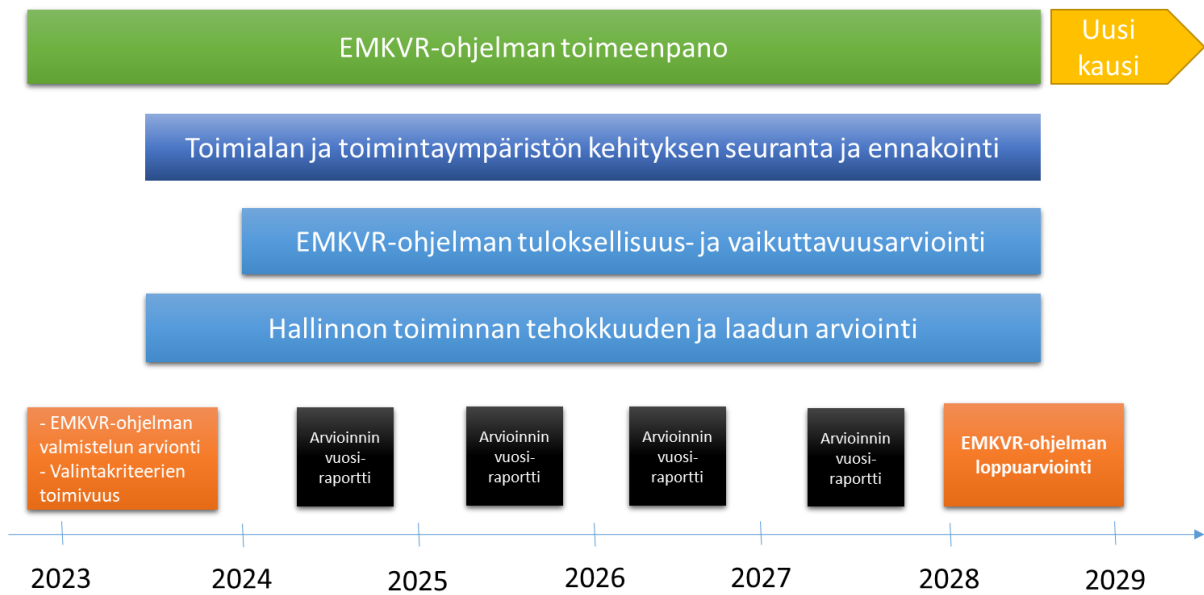 EMKVR-ohjelman toimeenpano
Uusi
kausi
Toimialan ja toimintaympäristön kehityksen seuranta ja ennakointi
EMKVR-ohjelman tuloksellisuus- ja vaikuttavuusarviointi
Hallinnon toiminnan tehokkuuden ja laadun arviointi
- EMKVR-ohjelman
valmistelun arvionti
- Valintakriteerien
toimivuus
Arvioinnin
vuosi-
raportti
Arvioinnin
vuosi-
raportti
Arvioinnin
vuosi-
raportti
Arvioinnin
vuosi-
raportti
EMKVR-ohjelman
loppuarviointi
2023
2024
2025
2026
2027
2028
2029